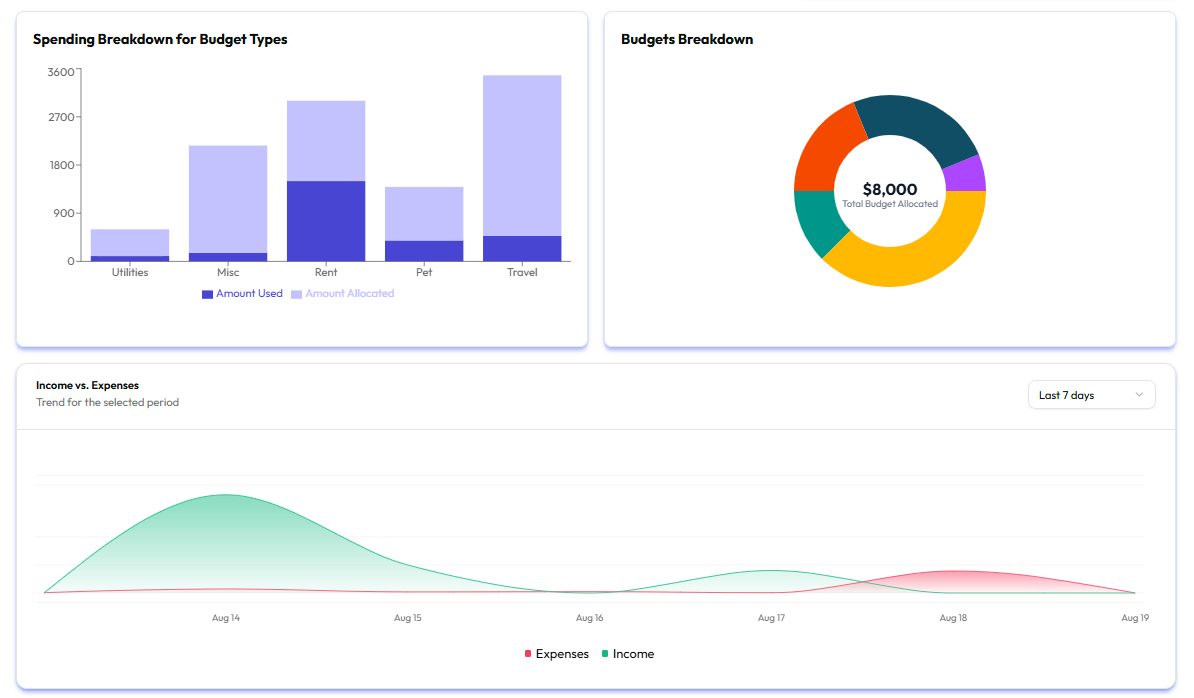 Spending Breakdown for Budget Types
3600
2700
1800
900
0
Utilities Misc Rent Pet Travel
Amount Used Amount Allocated
Budgets Breakdown
$8,000
Total Budget Allocated
Income vs. Expenses
Trend for the selected period
Last 7 days
Aug 14 Aug 15 Aug 16 Aug 17 Aug 18 Aug 19
Expenses Income